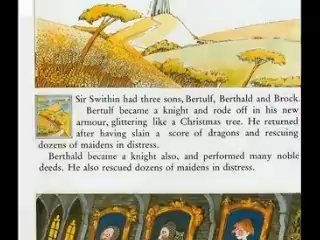 Sir Swithin had three sons, Bertulf, Berthald and Brock.
Bertulf became a knight and rode off in his new
armour, glittering like a Christmas tree. He returned
after having slain a score of dragons and rescuing
dozens of maidens in distress.
Berthald became a knight also, and performed many noble
deeds. He also rescued dozens of maidens in distress.